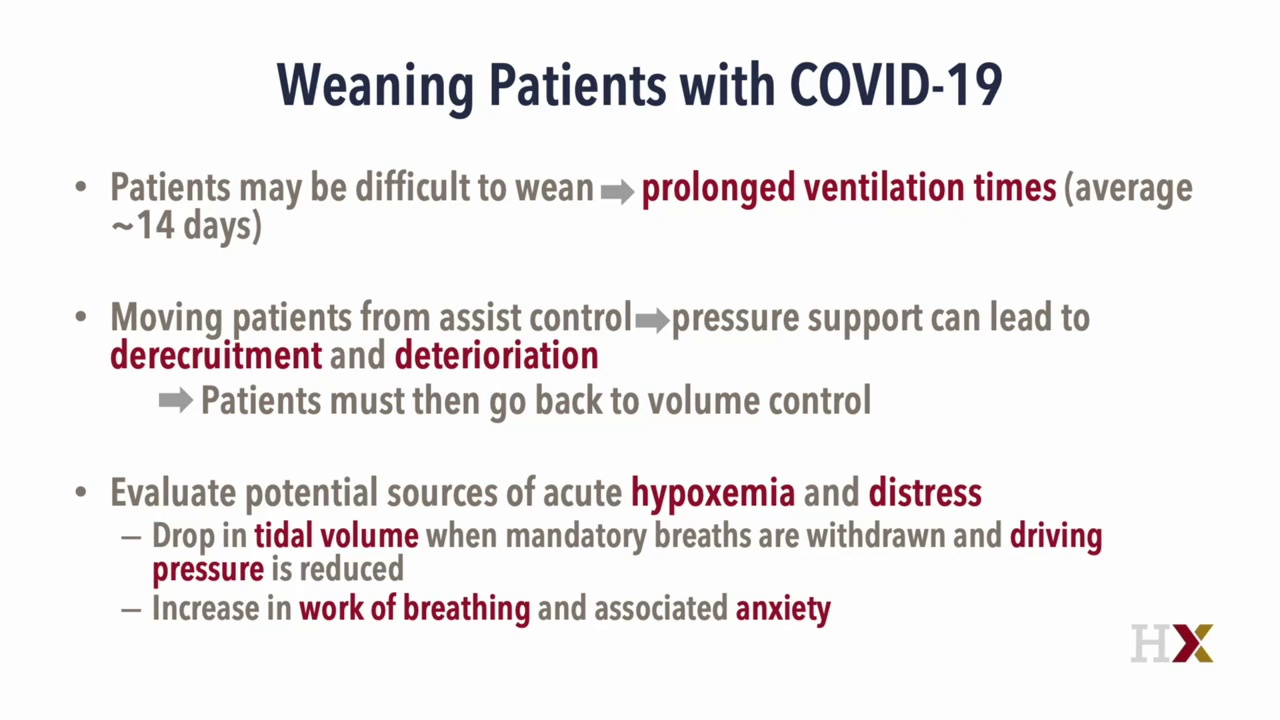 Weaning Patients with COVID-19
• Patients may be difficult to wean ➡ prolonged ventilation times (average
~14 days)
• Moving patients from assist control ➡ pressure support can lead to
derecruitment and deterioriation
➡ Patients must then go back to volume control
• Evaluate potential sources of acute hypoxemia and distress
– Drop in tidal volume when mandatory breaths are withdrawn and driving
pressure is reduced
– Increase in work of breathing and associated anxiety
HX